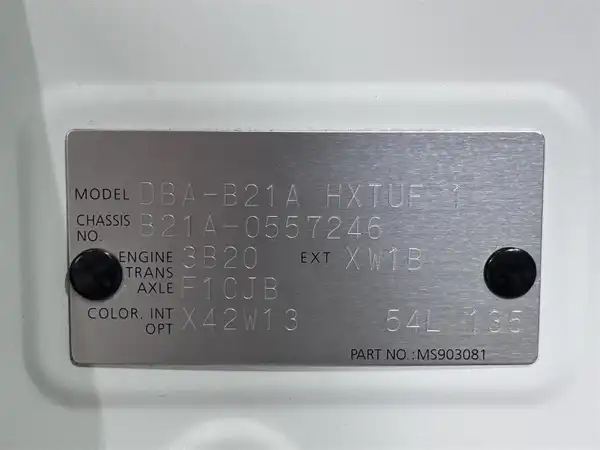 MODEL DBA-B21A HXTUF 1
CHASSIS NO. B21A-0557246
ENGINE 3B20 EXT XW1B
TRANS AXLE F1CJB
COLOR. INT OPT X42W13 54L 135
PART NO.:MS903081